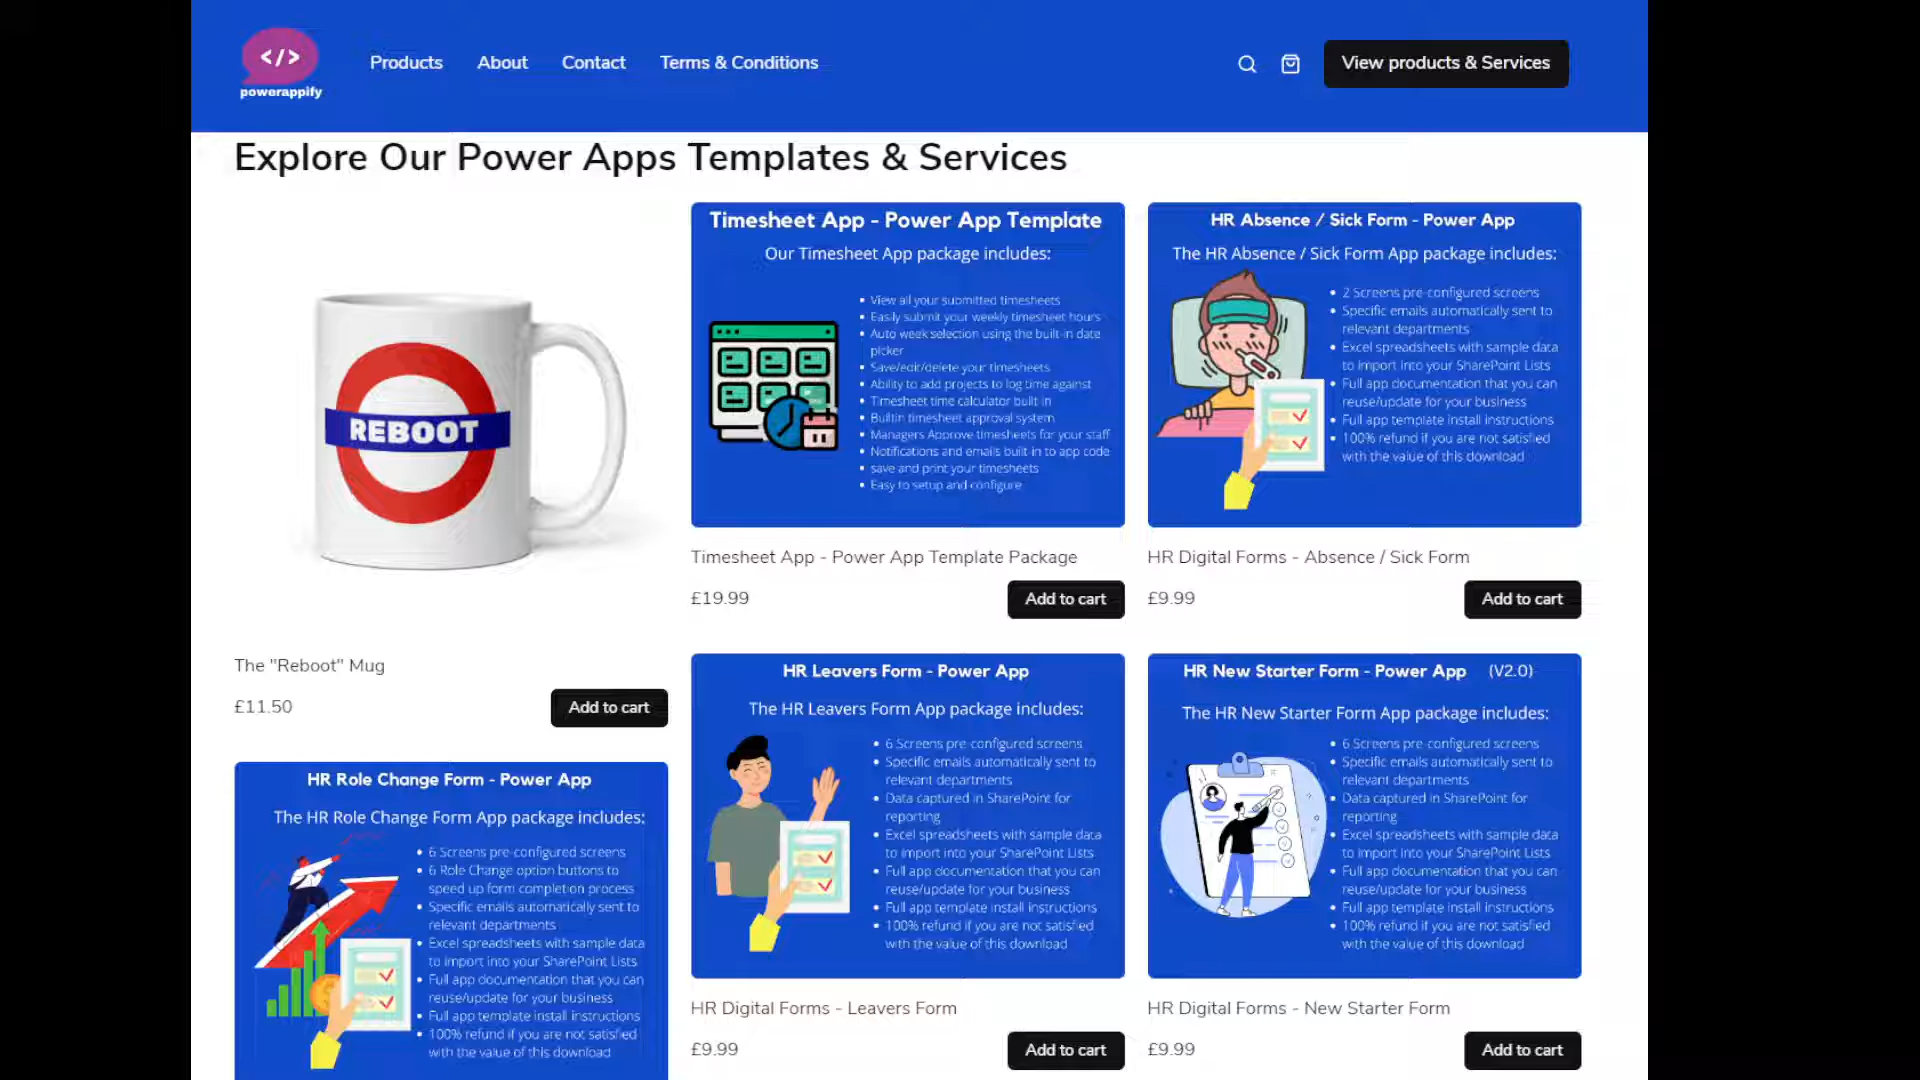 </>
powerappify
Products
About
Contact
Terms & Conditions
View products & Services
Explore Our Power Apps Templates & Services
REBOOT
The "Reboot" Mug
£11.50
Add to cart
Timesheet App - Power App Template
Our Timesheet App package includes:
• View all your submitted timesheets
• Easily submit your weekly timesheet hours
• Auto week selection using the built-in date
picker
• Save/edit/delete your timesheets
• Ability to add projects to log time against
• Timesheet time calculator built in
• Builtin timesheet approval system
• Managers Approve timesheets for your staff
• Notifications and emails built in to app code
• save and print your timesheets
• Easy to setup and configure
Timesheet App - Power App Template Package
£19.99
Add to cart
HR Absence / Sick Form - Power App
The HR Absence / Sick Form App package includes:
• 2 Screens pre-configured screens
• Specific emails automatically sent to
relevant departments
• Excel spreadsheets with sample data
to import into your SharePoint Lists
• Full app documentation that you can
reuse/update for your business
• Full app template install instructions
• 100% refund if you are not satisfied
with the value of this download
HR Digital Forms - Absence / Sick Form
£9.99
Add to cart
HR Role Change Form - Power App
The HR Role Change Form App package includes:
• 6 Screens pre-configured screens
• 6 Role Change option buttons to
speed up form completion process
• Specific emails automatically sent to
relevant departments
• Excel spreadsheets with sample data
to import into your SharePoint Lists
• Full app documentation that you can
reuse/update for your business
• Full app template install instructions
• 100% refund if you are not satisfied
with the value of this download
HR Leavers Form - Power App
The HR Leavers Form App package includes:
• 6 Screens pre-configured screens
• Specific emails automatically sent to
relevant departments
• Data captured in SharePoint for
reporting
• Excel spreadsheets with sample data
to import into your SharePoint Lists
• Full app documentation that you can
reuse/update for your business
• Full app template install instructions
• 100% refund if you are not satisfied
with the value of this download
HR Digital Forms - Leavers Form
£9.99
Add to cart
HR New Starter Form - Power App (V2.0)
The HR New Starter Form App package includes:
• 6 Screens pre-configured screens
• Specific emails automatically sent to
relevant departments
• Data captured in SharePoint for
reporting
• Excel spreadsheets with sample data
to import into your SharePoint Lists
• Full app documentation that you can
reuse/update for your business
• Full app template install instructions
• 100% refund if you are not satisfied
with the value of this download
HR Digital Forms - New Starter Form
£9.99
Add to cart